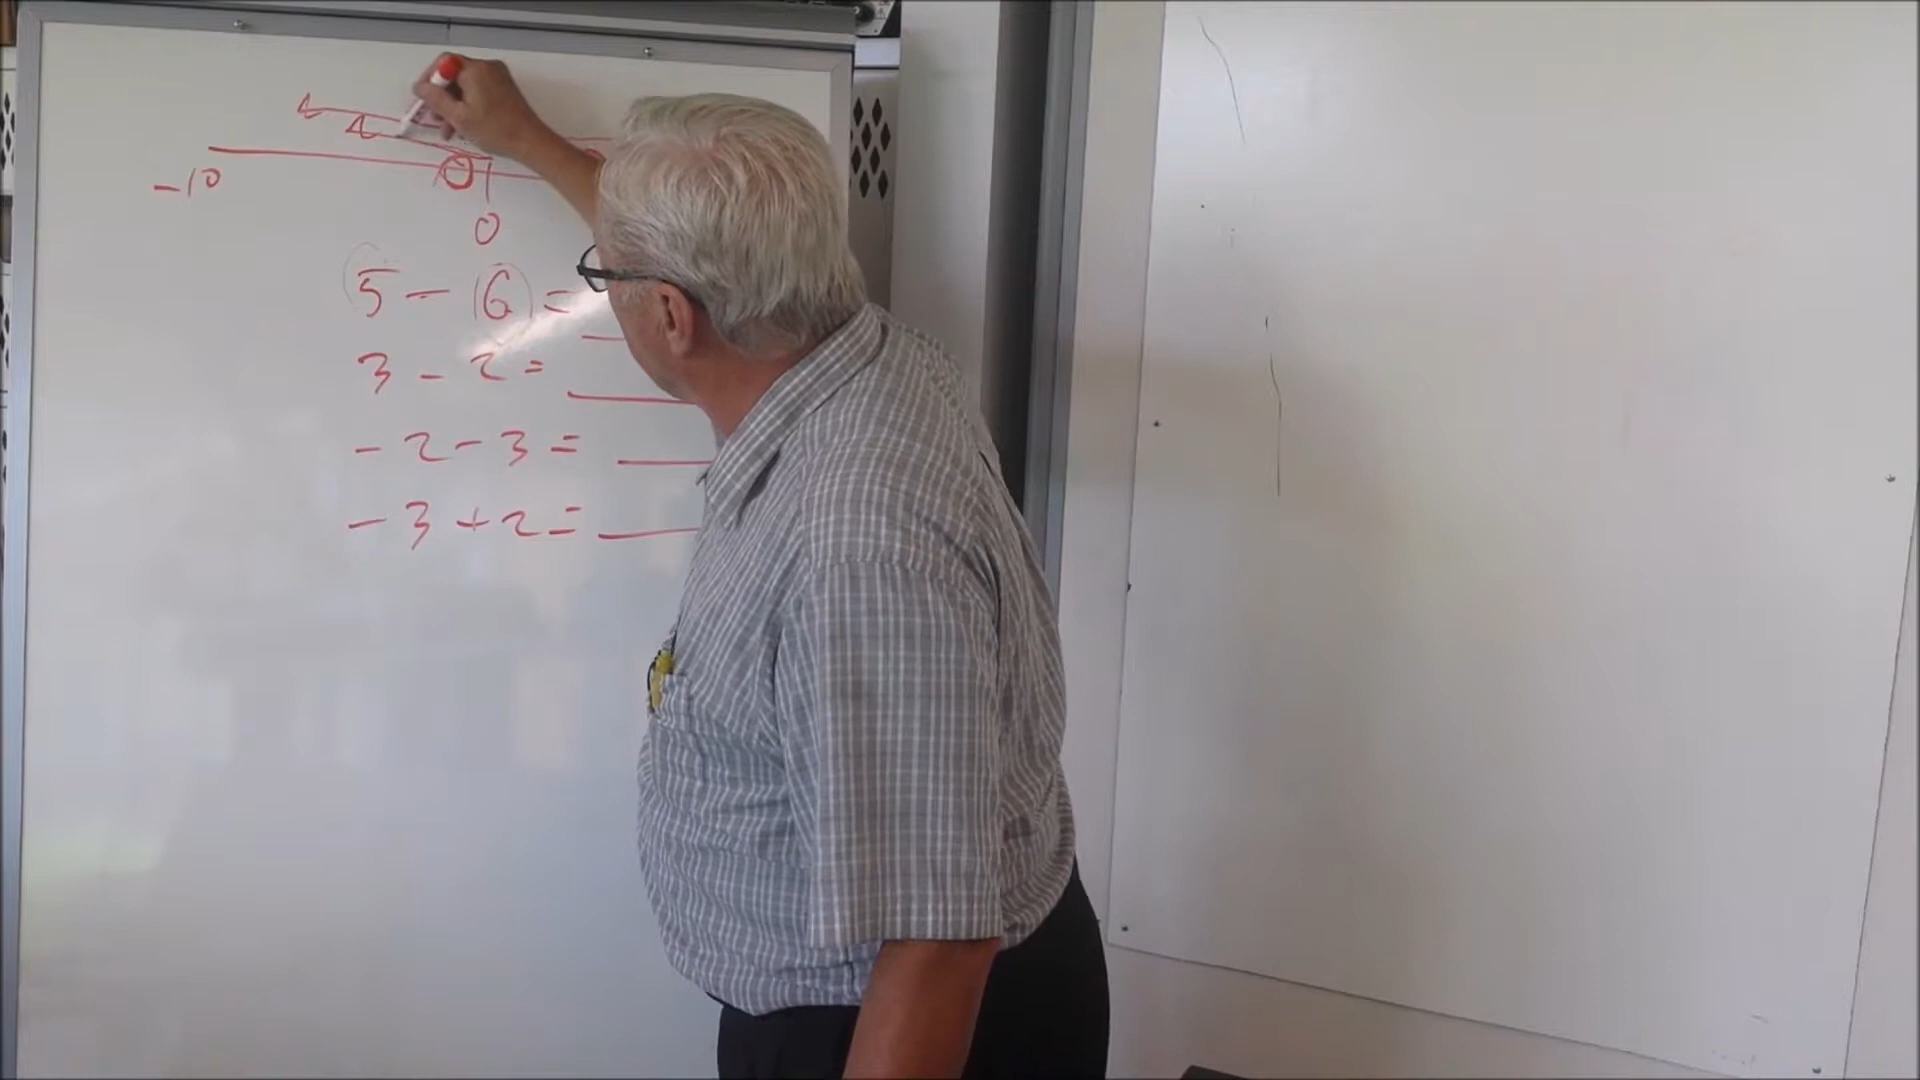 -10
0
5 - 6 =
3 - 2 =
- 2 - 3 =
- 3 + 2 =